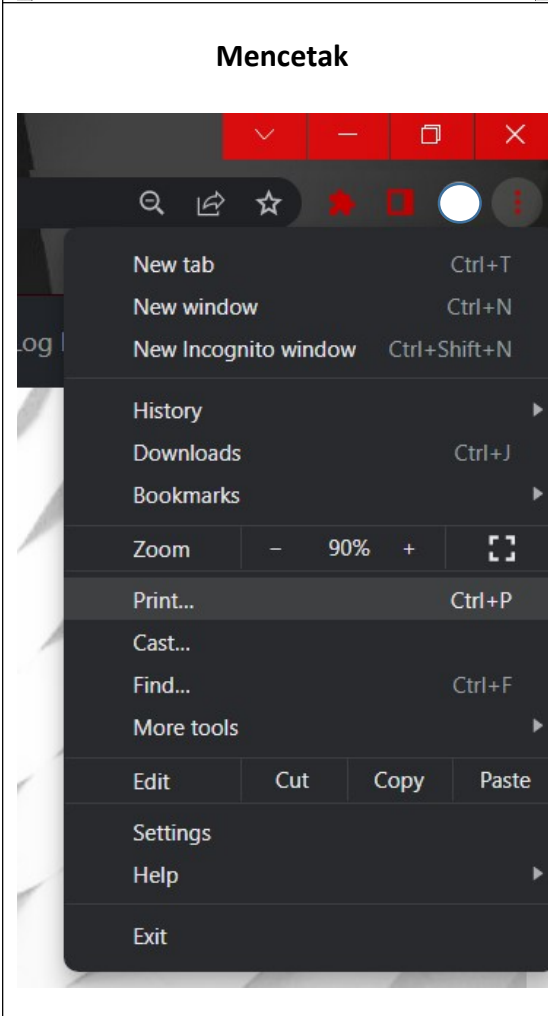 Mencetak
New tab Ctrl+T
New window Ctrl+N
New Incognito window Ctrl+Shift+N
Log
History
Downloads Ctrl+J
Bookmarks
Zoom − 90% +
Print... Ctrl+P
Cast...
Find... Ctrl+F
More tools
Edit Cut Copy Paste
Settings
Help
Exit